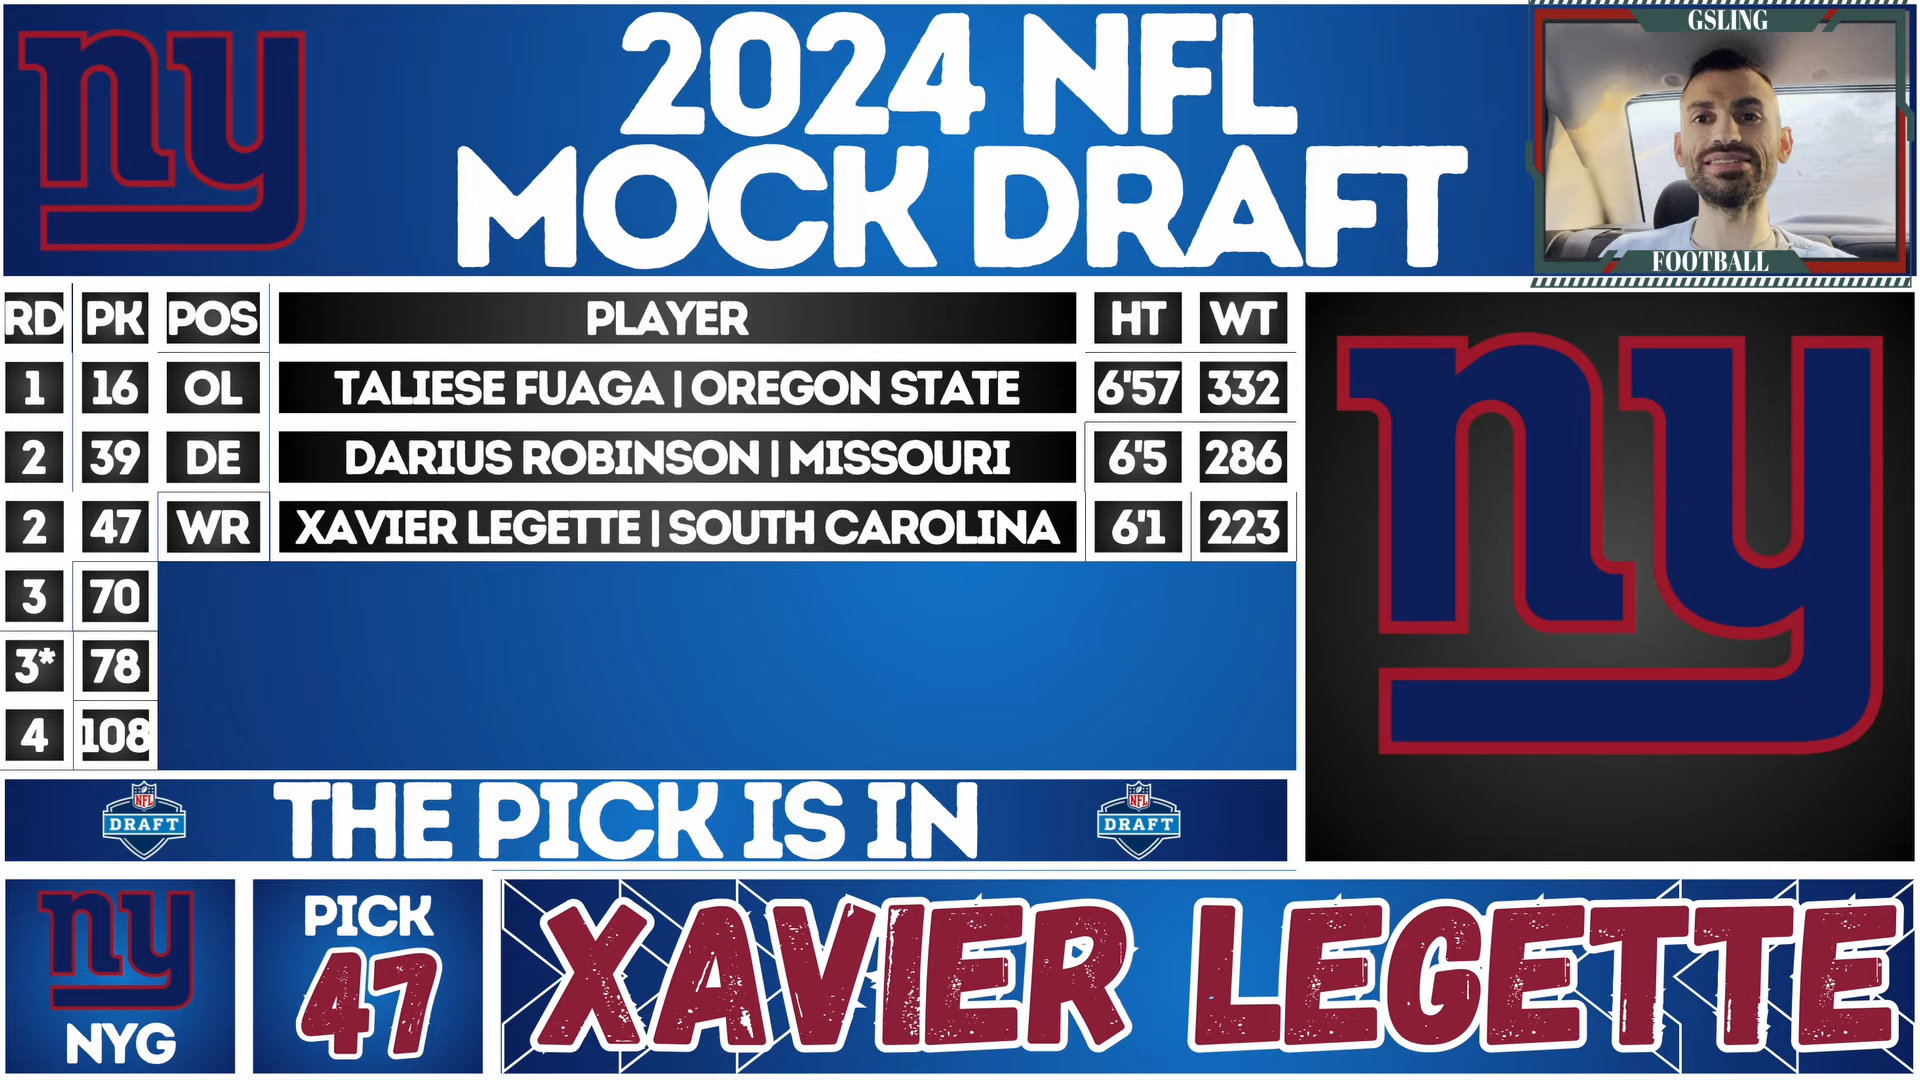 ny
2024 NFL
MOCK DRAFT
GSLING
FOOTBALL
RD PK POS PLAYER HT WT
1 16 OL TALIESE FUAGA | OREGON STATE 6'57 332
2 39 DE DARIUS ROBINSON | MISSOURI 6'5 286
2 47 WR XAVIER LEGETTE | SOUTH CAROLINA 6'1 223
3 70
3* 78
4 108
ny
NFL DRAFT THE PICK IS IN NFL DRAFT
ny
NYG
PICK
47
XAVIER LEGETTE